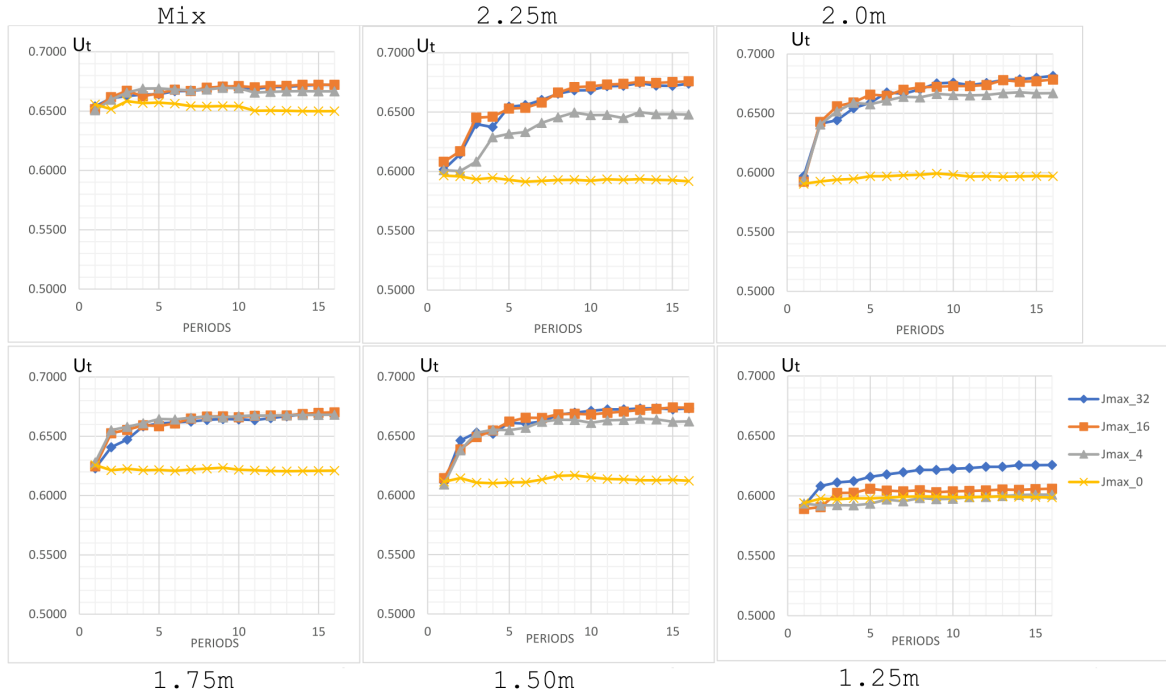 Mix 2.25m 2.0m
Ut Ut Ut
0.7000 0.7000 0.7000
0.6500 0.6500 0.6500
0.6000 0.6000 0.6000
0.5500 0.5500 0.5500
0.5000 0.5000 0.5000
0 5 10 15 0 5 10 15 0 5 10 15
PERIODS PERIODS PERIODS
Ut Ut Ut
0.7000 0.7000 0.7000
0.6500 0.6500 0.6500
0.6000 0.6000 0.6000
0.5500 0.5500 0.5500
0.5000 0.5000 0.5000
0 5 10 15 0 5 10 15 0 5 10 15
PERIODS PERIODS PERIODS
Jmax_32
Jmax_16
Jmax_4
Jmax_0
1.75m 1.50m 1.25m